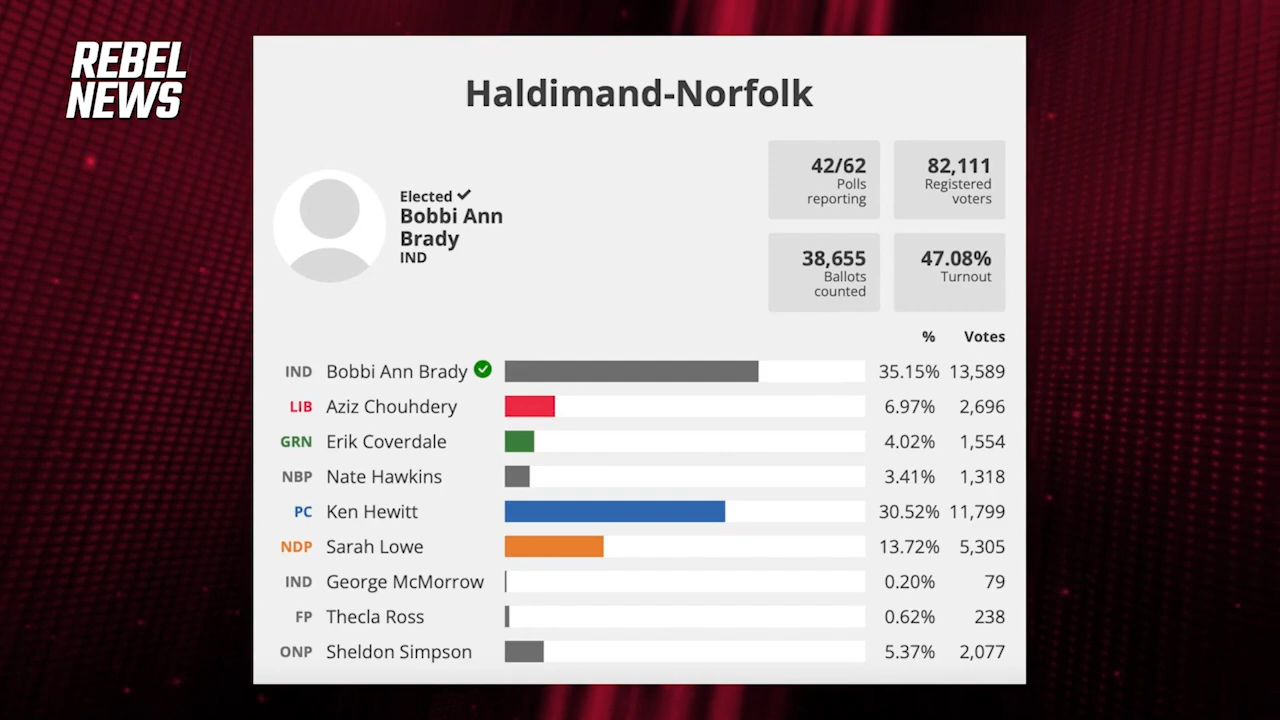 REBEL
NEWS
Haldimand-Norfolk
Elected
Bobbi Ann
Brady
IND
42/62
Polls
reporting
82,111
Registered
voters
38,655
Ballots
counted
47.08%
Turnout
% Votes
IND Bobbi Ann Brady 35.15% 13,589
LIB Aziz Chouhdery 6.97% 2,696
GRN Erik Coverdale 4.02% 1,554
NBP Nate Hawkins 3.41% 1,318
PC Ken Hewitt 30.52% 11,799
NDP Sarah Lowe 13.72% 5,305
IND George McMorrow 0.20% 79
FP Thecla Ross 0.62% 238
ONP Sheldon Simpson 5.37% 2,077